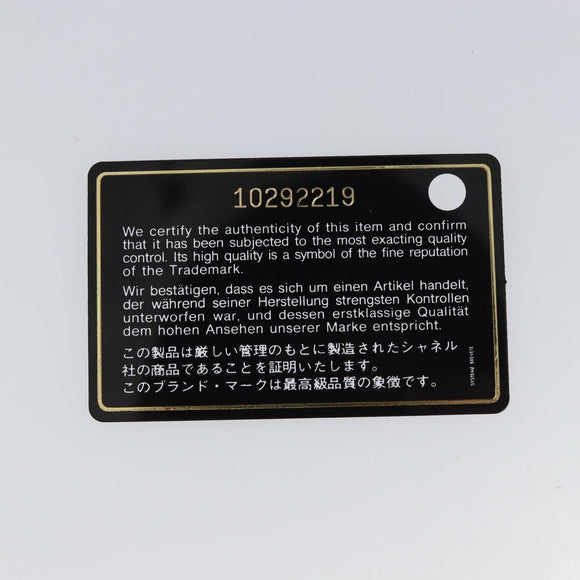 10292219
We certify the authenticity of this item and confirm
that it has been subjected to the most exacting quality
control. Its high quality is a symbol of the fine reputation
of the Trademark.
Wir bestätigen, dass es sich um einen Artikel handelt,
der während seiner Herstellung strengsten Kontrollen
unterworfen war, und dessen erstklassige Qualität
dem hohen Ansehen unserer Marke entspricht.
この製品は厳しい管理のもとに製造されたシャネル
社の商品であることを証明いたします。
このブランド・マークは最高級品質の象徴です。